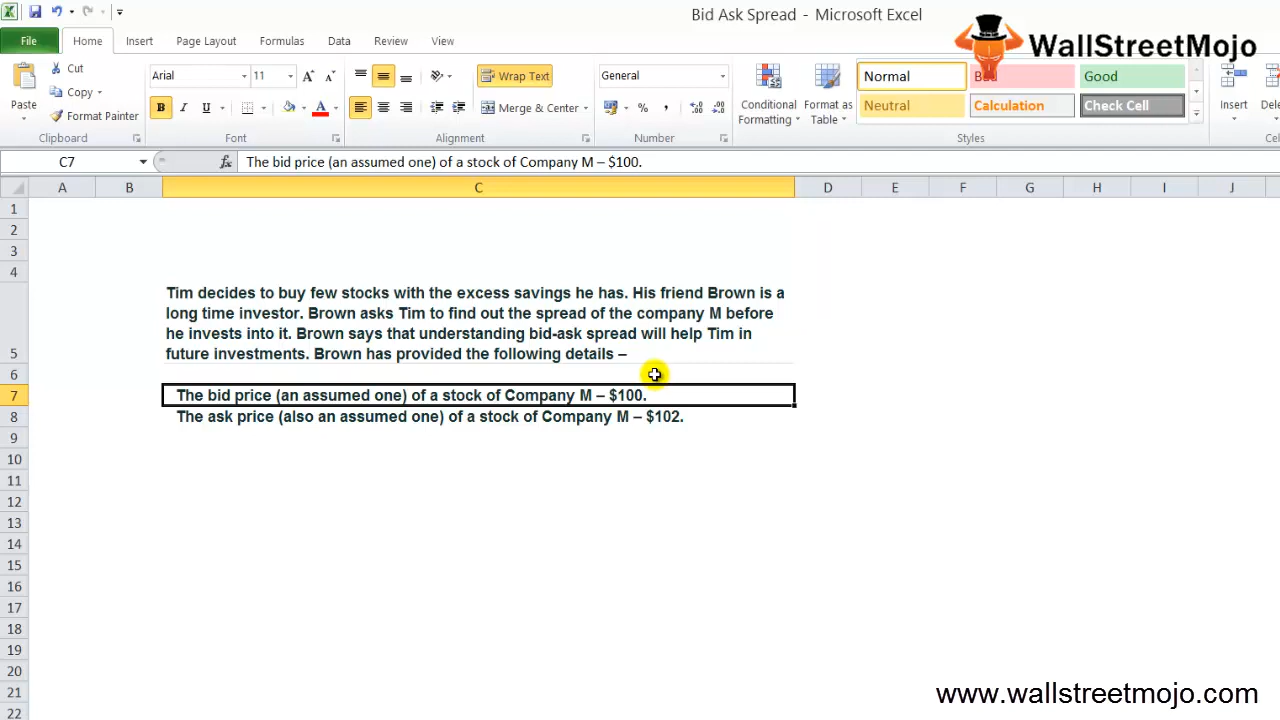 Bid Ask Spread - Microsoft Excel
WallStreetMojo
File Home Insert Page Layout Formulas Data Review View
Paste Cut Copy Format Painter
Arial 11
B I U A
Wrap Text
Merge & Center
General
% ,
Conditional Formatting
Format as Table
Normal Good
Neutral Calculation Check Cell
Insert
Clipboard Font Alignment Number Styles
C7 fx The bid price (an assumed one) of a stock of Company M – $100.
A B C D E F G H I J
1
2
3
4
Tim decides to buy few stocks with the excess savings he has. His friend Brown is a
long time investor. Brown asks Tim to find out the spread of the company M before
he invests into it. Brown says that understanding bid-ask spread will help Tim in
5 future investments. Brown has provided the following details –
6
7 The bid price (an assumed one) of a stock of Company M – $100.
8 The ask price (also an assumed one) of a stock of Company M – $102.
9
10
11
12
13
14
15
16
17
18
19
20
21
22
www.wallstreetmojo.com